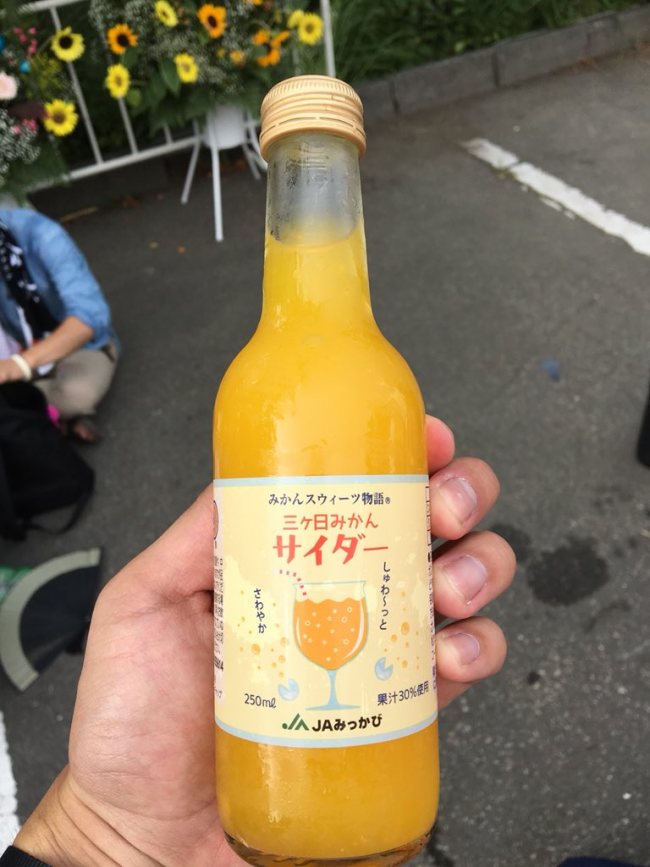 みかんスウィーツ物語®
三ヶ日みかん
サイダー
しゅわ〜っと
さわやか
250mℓ
果汁30%使用
JAみっかび